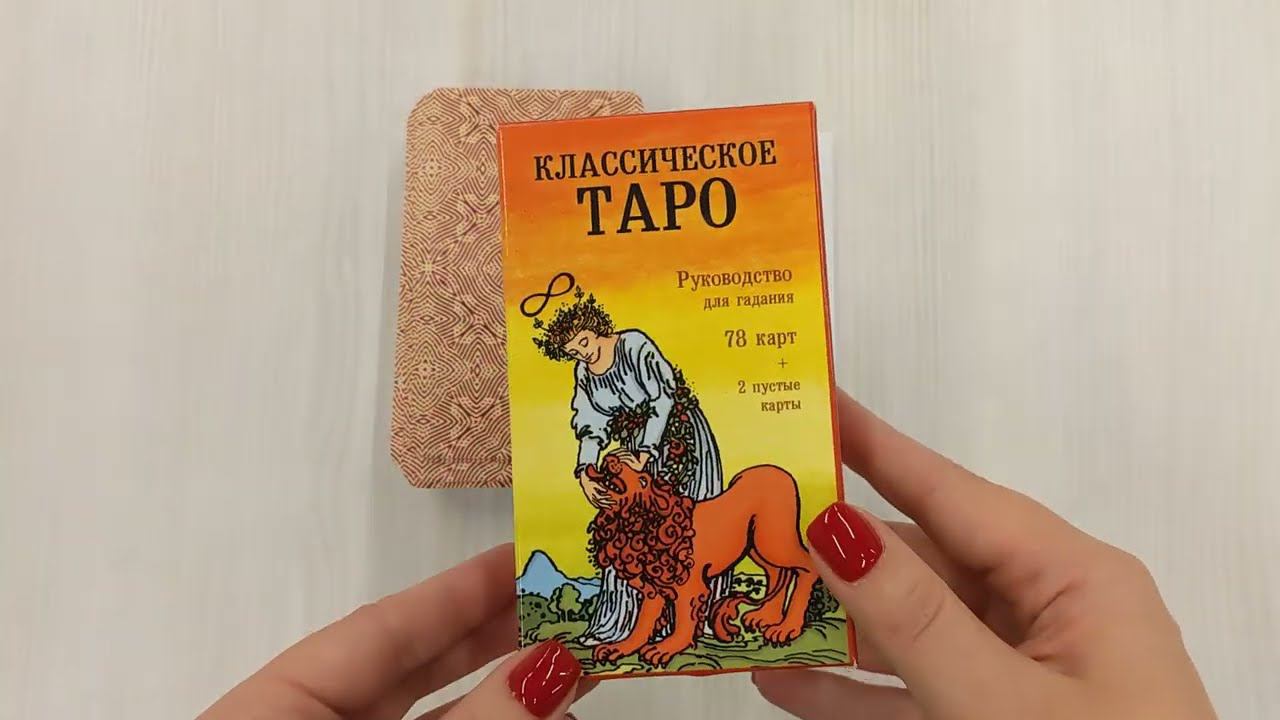 КЛАССИЧЕСКОЕ
ТАРО
Руководство
для гадания
78 карт
+
2 пустые
карты